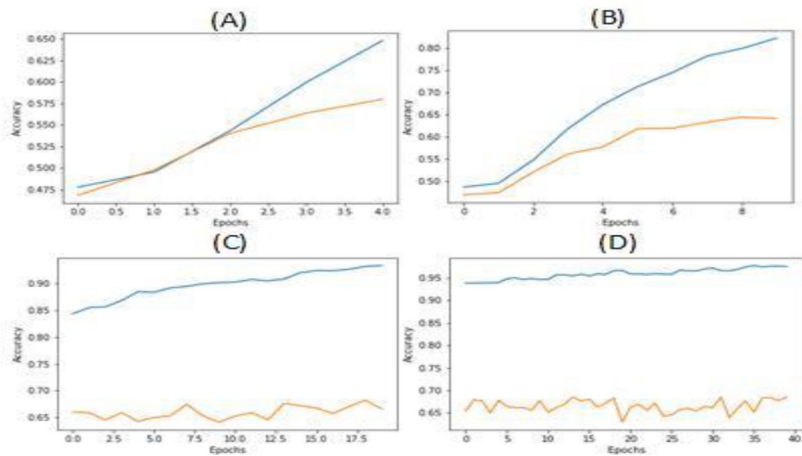 (A)
0.650
0.625
0.600
0.575
0.550
0.525
0.500
0.475
Accuracy
0.0 0.5 1.0 1.5 2.0 2.5 3.0 3.5 4.0
Epochs
(B)
0.80
0.75
0.70
0.65
0.60
0.55
0.50
Accuracy
0 2 4 6 8
Epochs
(C)
0.90
0.85
0.80
0.75
0.70
0.65
Accuracy
0.0 2.5 5.0 7.5 10.0 12.5 15.0 17.5
Epochs
(D)
0.95
0.90
0.85
0.80
0.75
0.70
0.65
Accuracy
0 5 10 15 20 25 30 35 40
Epochs